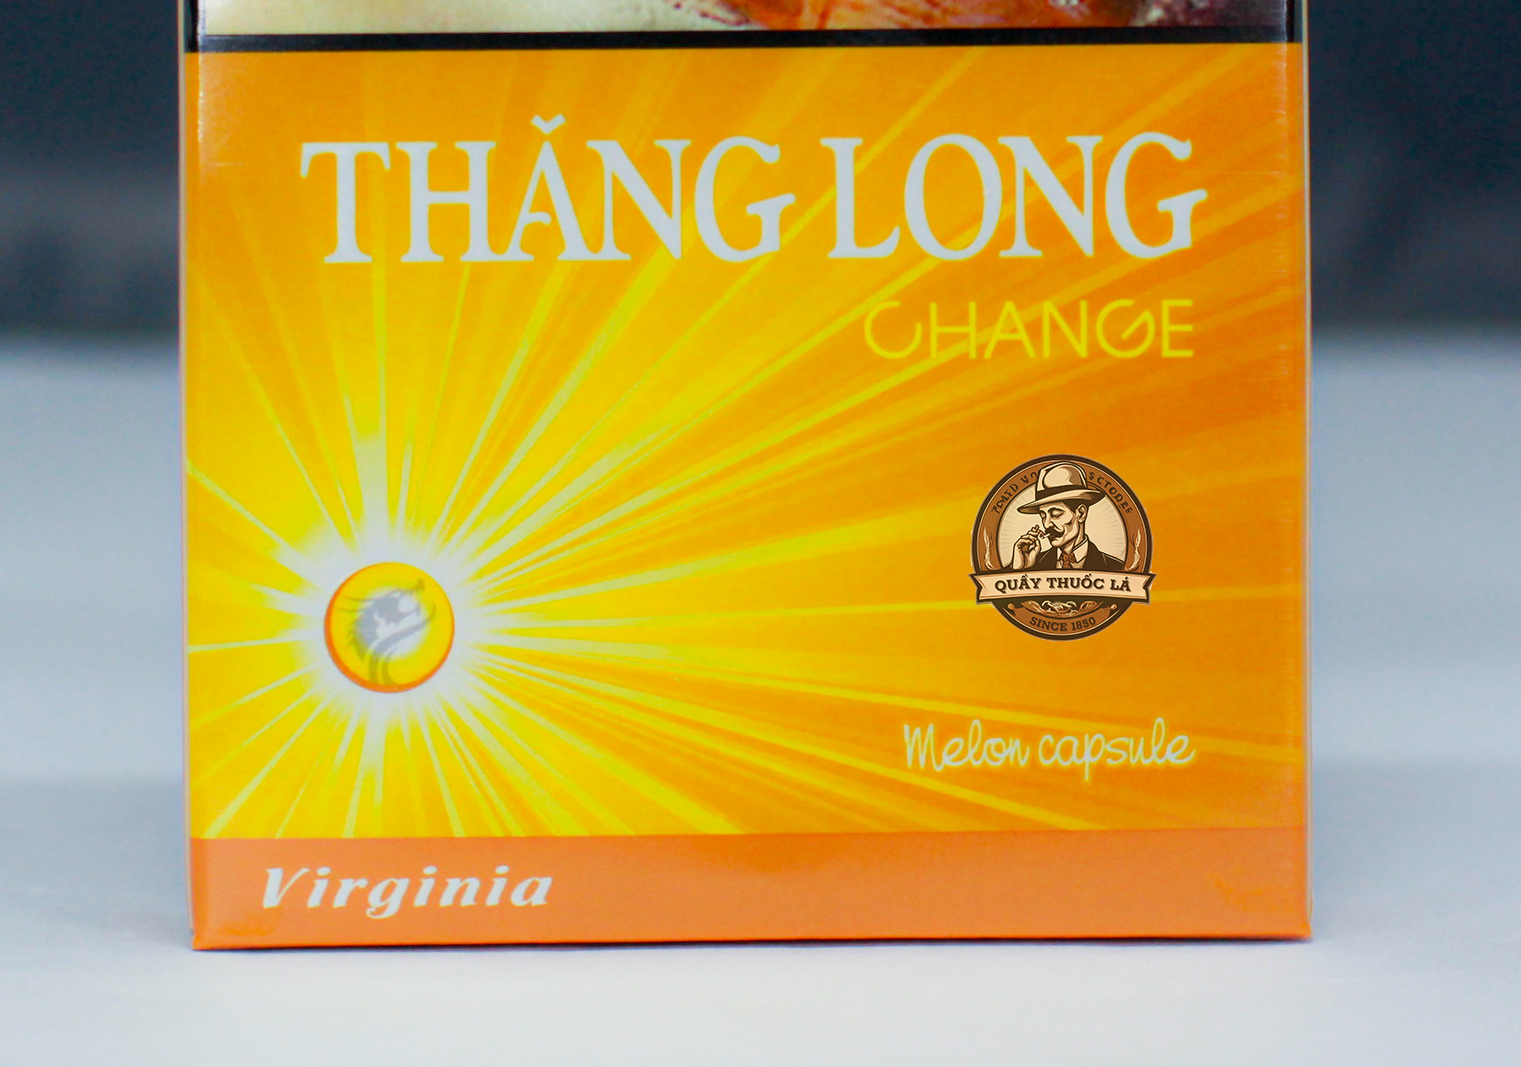 THĂNG LONG
CHANGE
QUẦY THUỐC LÁ
SINCE 1850
Melon capsule
Virginia